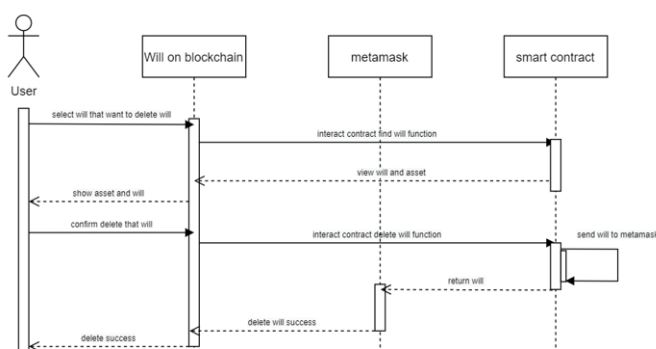 Will on blockchain
metamask
smart contract
User
select will that want to delete will
interact contract find will function
view will and asset
show asset and will
confirm delete that will
interact contract delete will function
send will to metamask
return will
delete will success
delete success